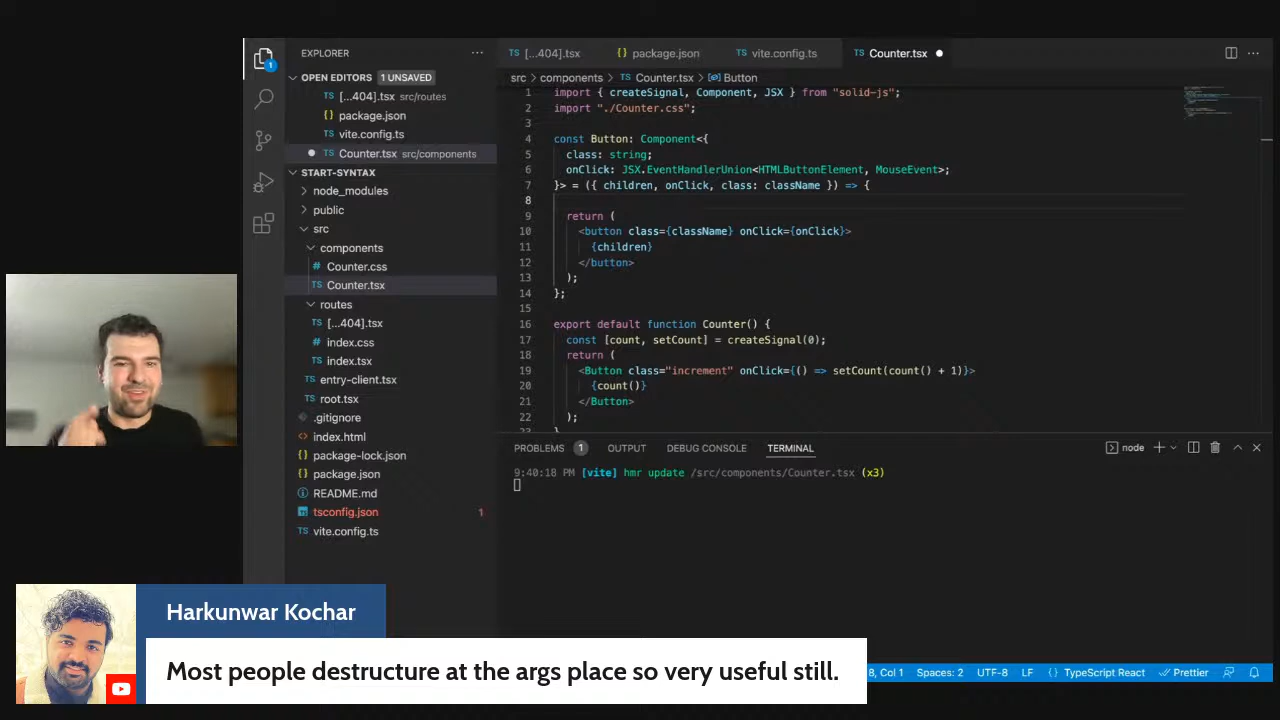 EXPLORER
OPEN EDITORS 1 UNSAVED
TS [...404].tsx src/routes
{} package.json
TS vite.config.ts
TS Counter.tsx src/components
START-SYNTAX
node_modules
public
src
components
# Counter.css
TS Counter.tsx
routes
TS [...404].tsx
# index.css
TS index.tsx
TS entry-client.tsx
TS root.tsx
.gitignore
index.html
{} package-lock.json
{} package.json
README.md
TS tsconfig.json 1
TS vite.config.ts
1
TS [...404].tsx {} package.json TS vite.config.ts TS Counter.tsx
src > components > TS Counter.tsx > Button
1 import { createSignal, Component, JSX } from "solid-js";
2 import "./Counter.css";
3
4 const Button: Component<{
5 class: string;
6 onClick: JSX.EventHandlerUnion<HTMLButtonElement, MouseEvent>;
7 }> = ({ children, onClick, class: className }) => {
8
9 return (
10 <button class={className} onClick={onClick}>
11 {children}
12 </button>
13 );
14 };
15
16 export default function Counter() {
17 const [count, setCount] = createSignal(0);
18 return (
19 <Button class="increment" onClick={() => setCount(count() + 1)}>
20 {count()}
21 </Button>
22 );
23 }
PROBLEMS 1 OUTPUT DEBUG CONSOLE TERMINAL node
9:40:18 PM [vite] hmr update /src/components/Counter.tsx (x3)
8, Col 1 Spaces: 2 UTF-8 LF {} TypeScript React Prettier
Harkunwar Kochar
Most people destructure at the args place so very useful still.